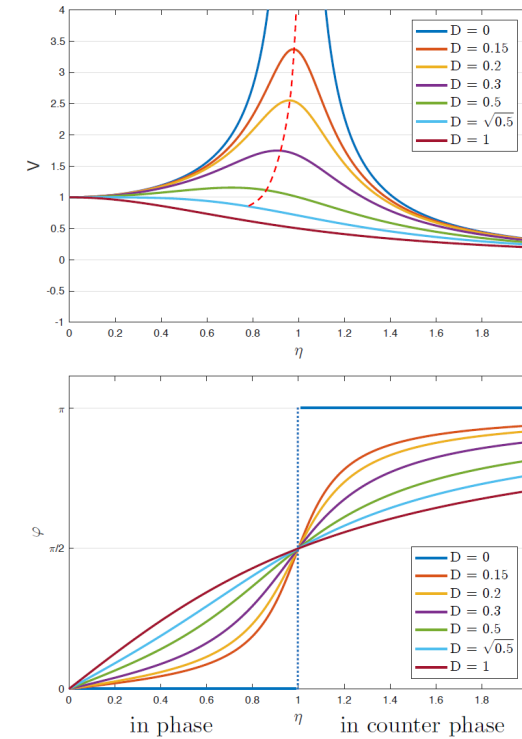 4
3.5
3
2.5
2
1.5
1
0.5
0
-0.5
-1
V
0 0.2 0.4 0.6 0.8 1 1.2 1.4 1.6 1.8
η
D = 0
D = 0.15
D = 0.2
D = 0.3
D = 0.5
D = √0.5
D = 1
π
π/2
0
φ
0 0.2 0.4 0.6 0.8 1 1.2 1.4 1.6 1.8
η
D = 0
D = 0.15
D = 0.2
D = 0.3
D = 0.5
D = √0.5
D = 1
in phase in counter phase